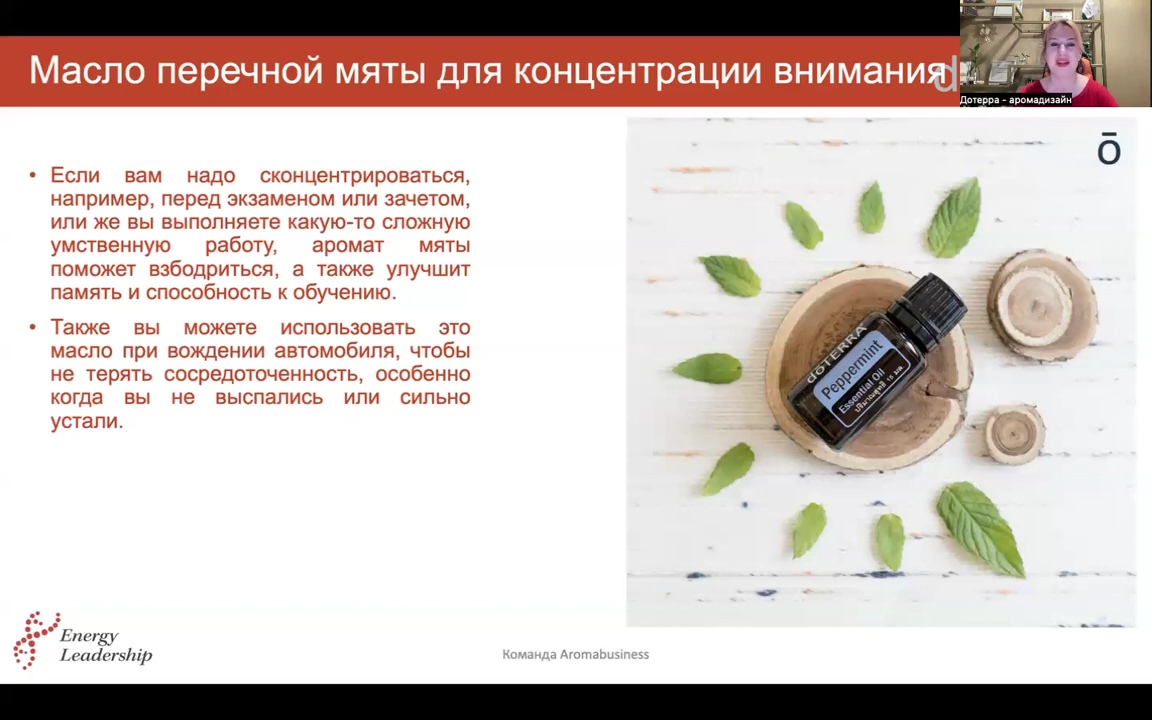 Масло перечной мяты для концентрации внимания
d
Дотерра - аромадизайн
• Если вам надо сконцентрироваться,
например, перед экзаменом или зачетом,
или же вы выполняете какую-то сложную
умственную работу, аромат мяты
поможет взбодриться, а также улучшит
память и способность к обучению.
• Также вы можете использовать это
масло при вождении автомобиля, чтобы
не терять сосредоточенность, особенно
когда вы не выспались или сильно
устали.
ō
dōTERRA
Peppermint
Essential Oil
Energy
Leadership
Команда Aromabusiness